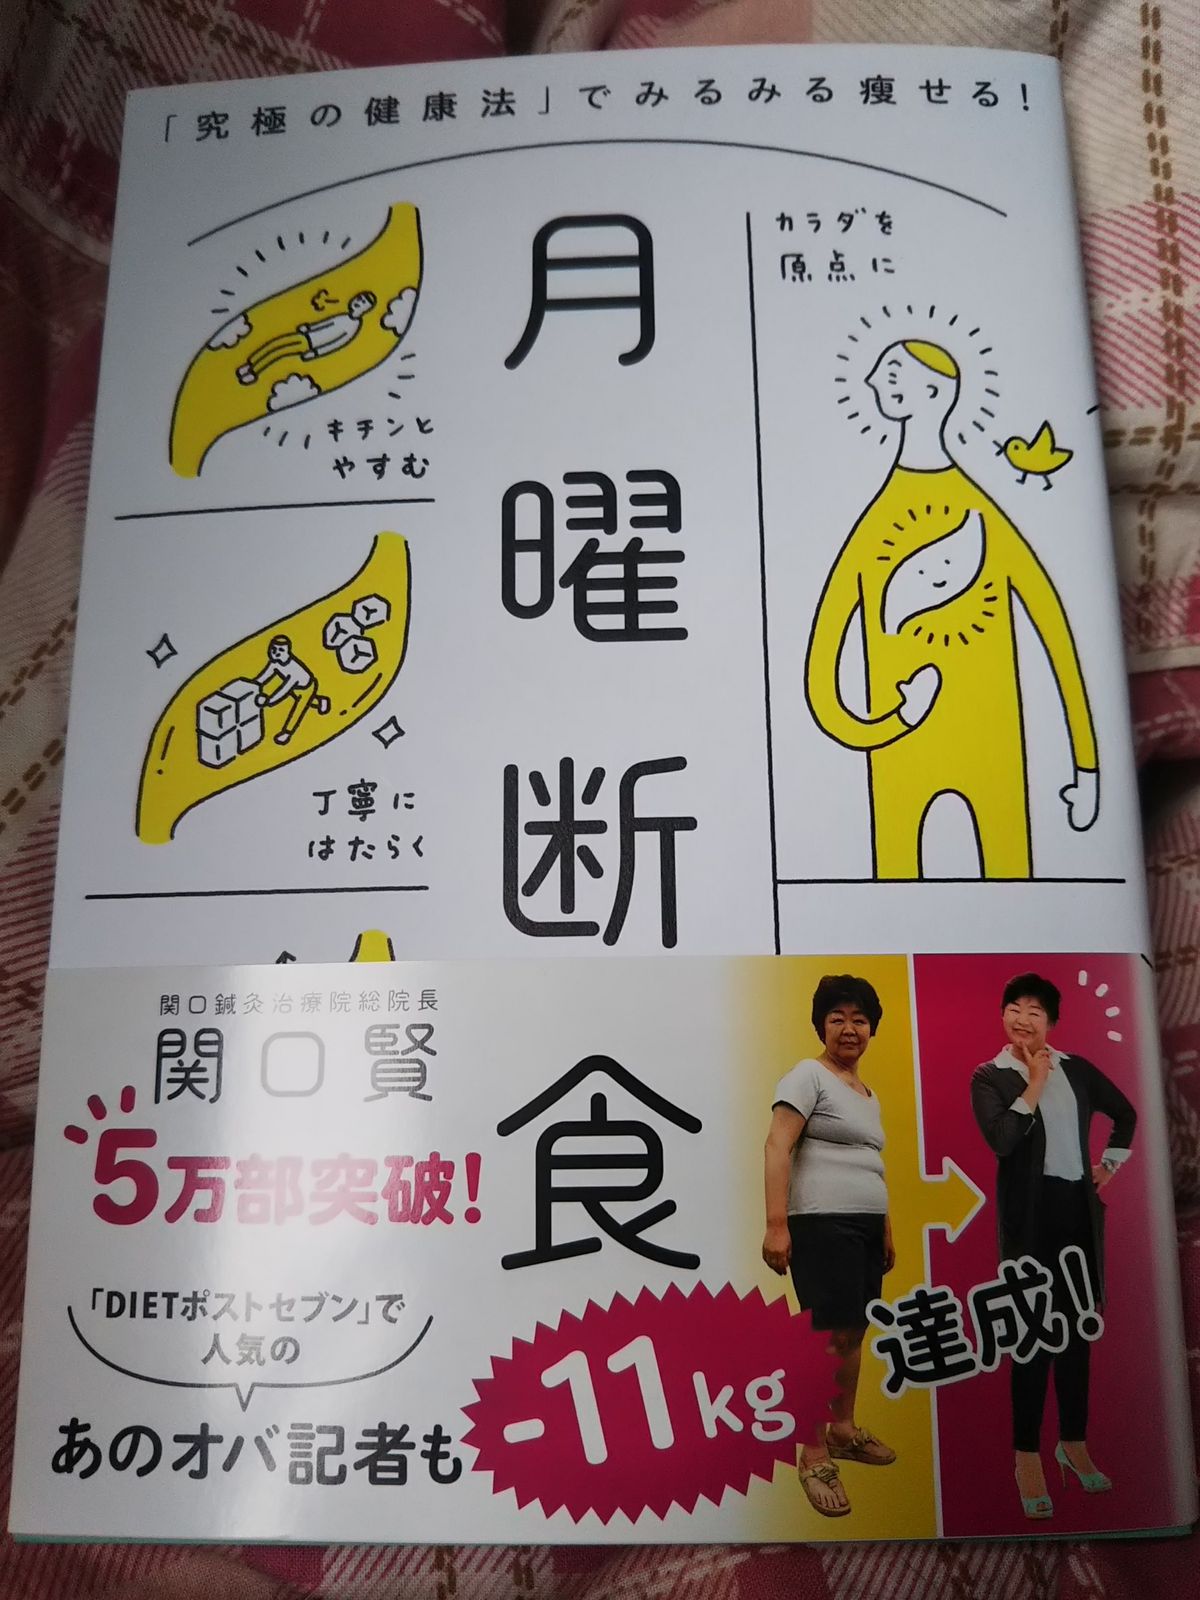 「究極の健康法」でみるみる痩せる！
月曜断食
カラダを
原点に
キチンと
やすむ
丁寧に
はたらく
関口鍼灸治療院総院長
関口賢
5万部突破！
「DIETポストセブン」で
人気の
あのオバ記者も
-11kg
達成！